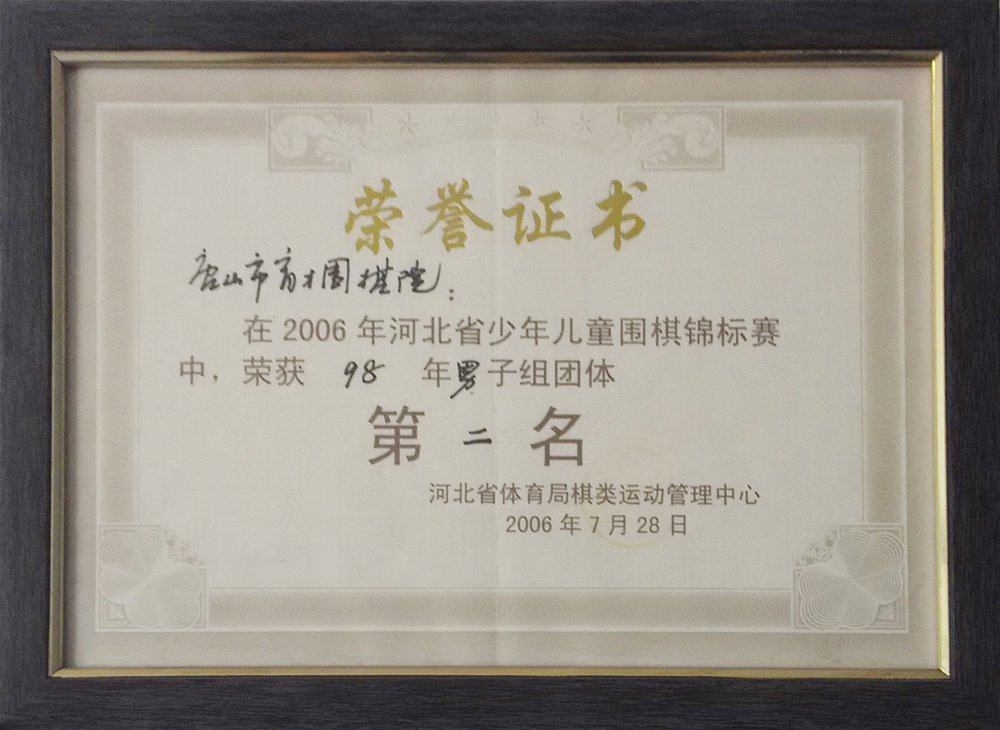 荣誉证书
唐山市育才围棋院：
在2006年河北省少年儿童围棋锦标赛
中，荣获 98 年男子组团体
第二名
河北省体育局棋类运动管理中心
2006年7月28日